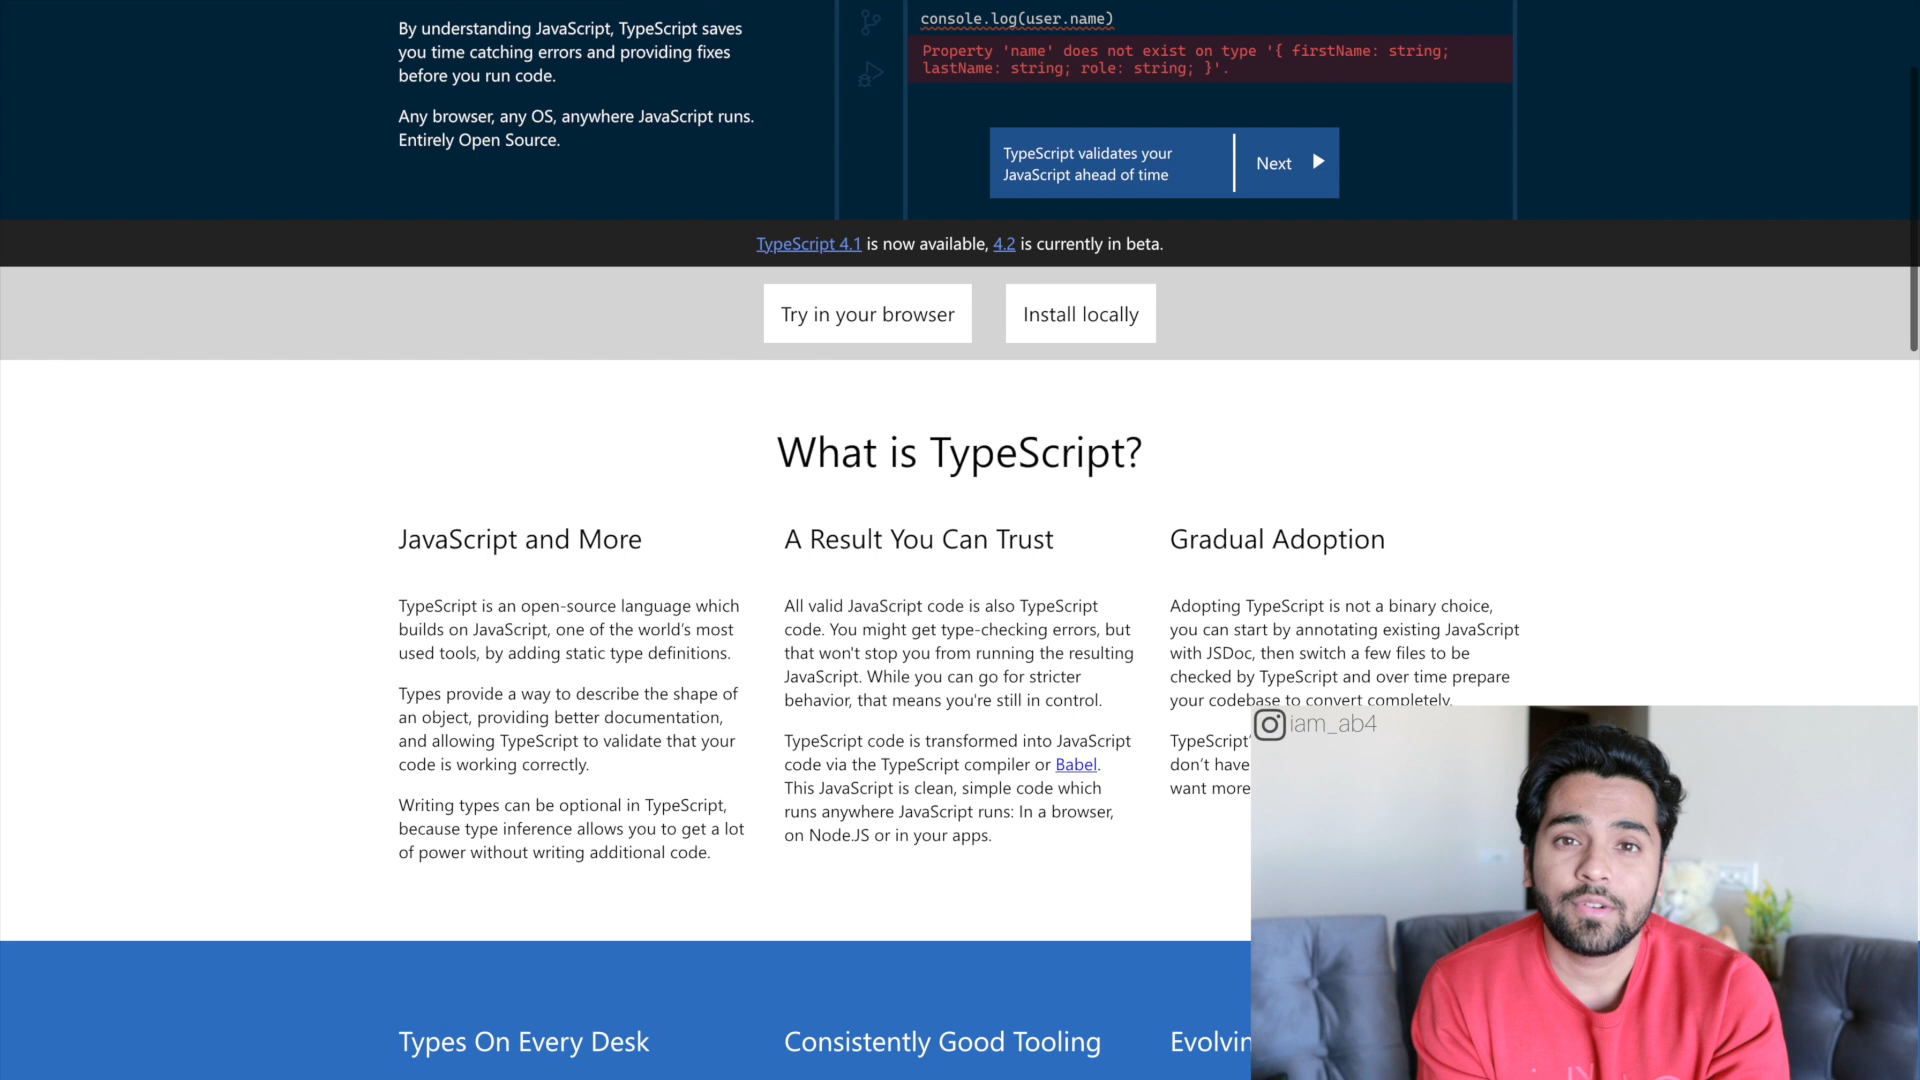 By understanding JavaScript, TypeScript saves
you time catching errors and providing fixes
before you run code.
Any browser, any OS, anywhere JavaScript runs.
Entirely Open Source.
console.log(user.name)
Property 'name' does not exist on type '{ firstName: string;
lastName: string; role: string; }'.
TypeScript validates your
JavaScript ahead of time
Next
TypeScript 4.1 is now available, 4.2 is currently in beta.
Try in your browser
Install locally
What is TypeScript?
JavaScript and More
TypeScript is an open-source language which
builds on JavaScript, one of the world’s most
used tools, by adding static type definitions.
Types provide a way to describe the shape of
an object, providing better documentation,
and allowing TypeScript to validate that your
code is working correctly.
Writing types can be optional in TypeScript,
because type inference allows you to get a lot
of power without writing additional code.
A Result You Can Trust
All valid JavaScript code is also TypeScript
code. You might get type-checking errors, but
that won't stop you from running the resulting
JavaScript. While you can go for stricter
behavior, that means you're still in control.
TypeScript code is transformed into JavaScript
code via the TypeScript compiler or Babel.
This JavaScript is clean, simple code which
runs anywhere JavaScript runs: In a browser,
on Node.JS or in your apps.
Gradual Adoption
Adopting TypeScript is not a binary choice,
you can start by annotating existing JavaScript
with JSDoc, then switch a few files to be
checked by TypeScript and over time prepare
your codebase to convert completely.
TypeScript’
don’t have
want more
iam_ab4
Types On Every Desk
Consistently Good Tooling
Evolvin